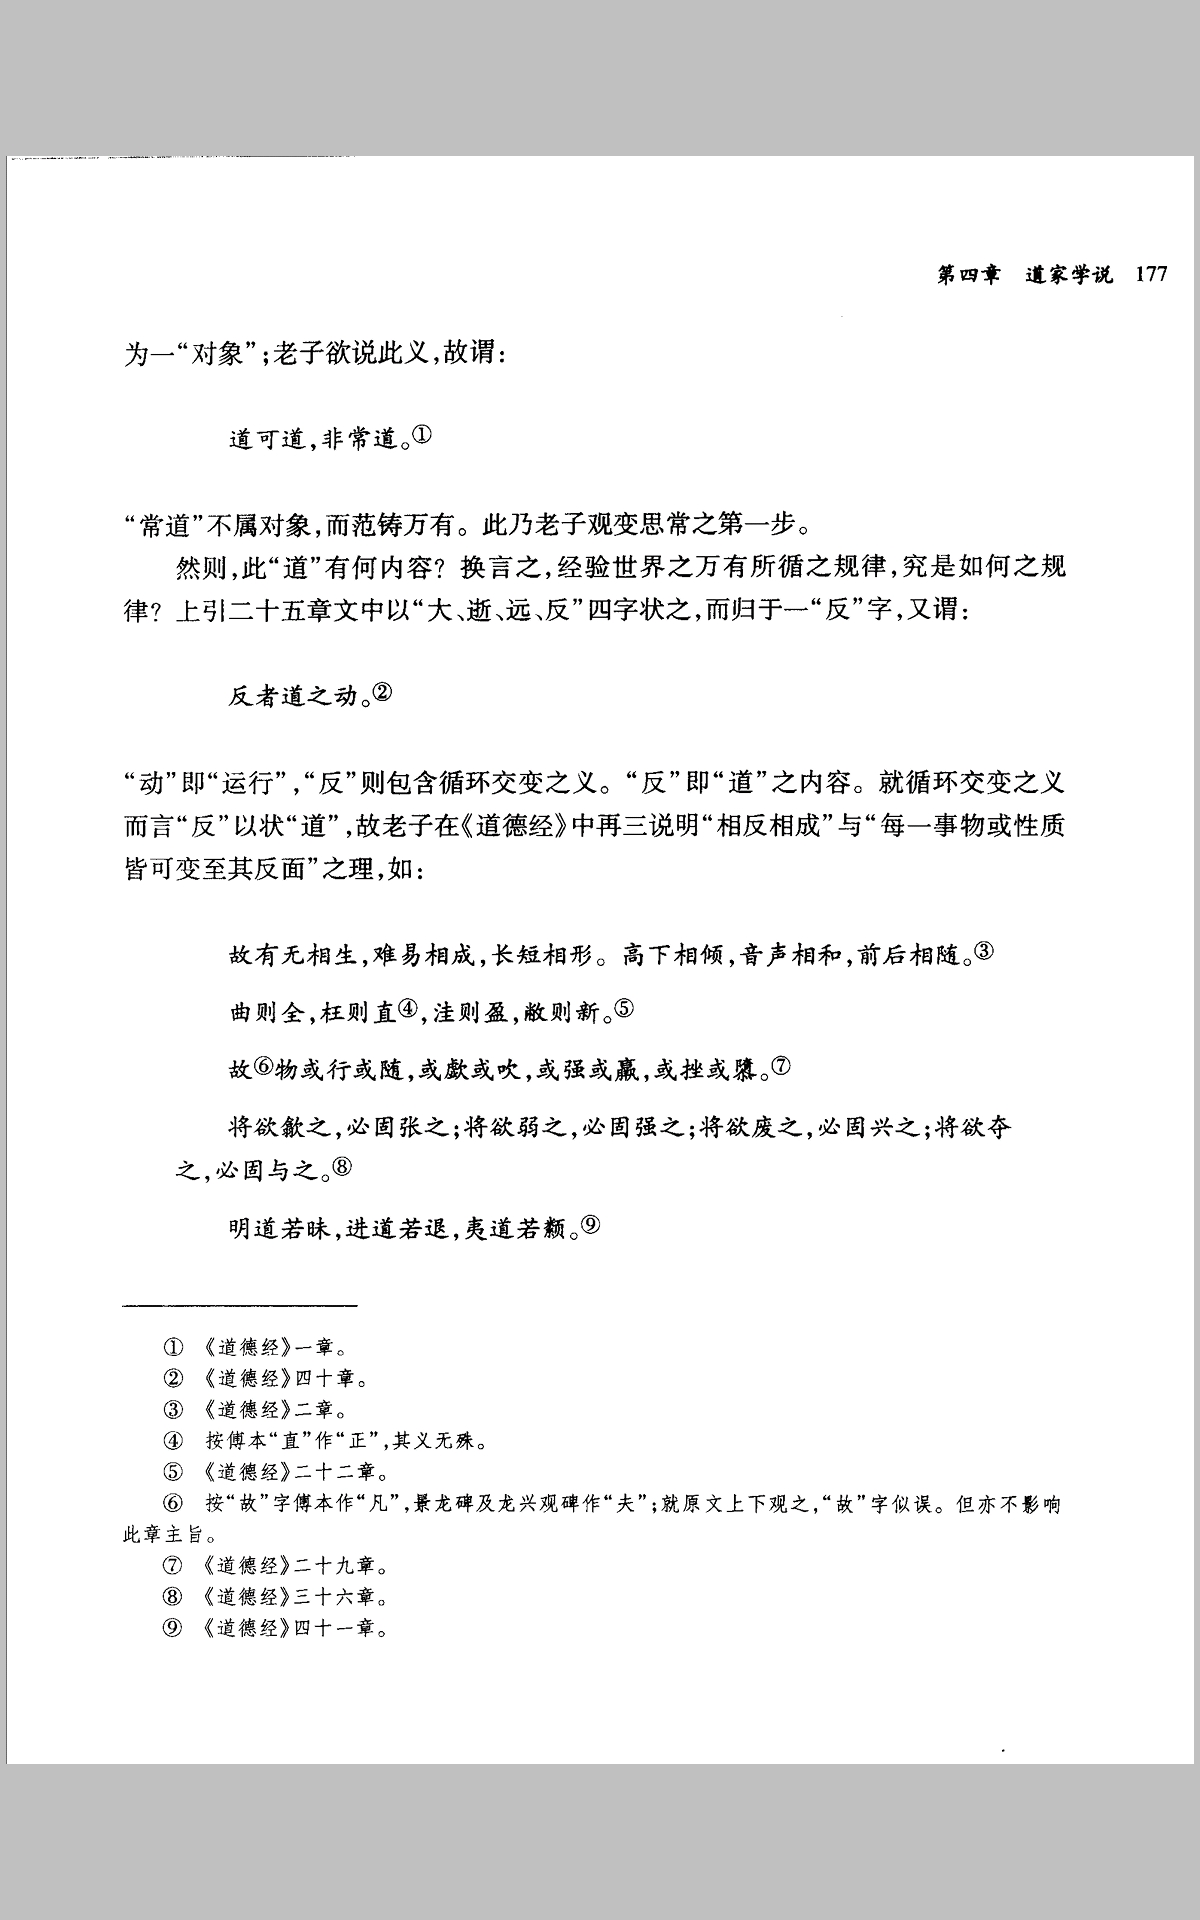 第四章 道家学说 177
为一“对象”;老子欲说此义,故谓:
道可道,非常道。①
“常道”不属对象,而范铸万有。此乃老子观变思常之第一步。
然则,此“道”有何内容? 换言之,经验世界之万有所循之规律,究是如何之规
律? 上引二十五章文中以“大、逝、远、反”四字状之,而归于一“反”字,又谓:
反者道之动。②
“动”即“运行”,“反”则包含循环交变之义。“反”即“道”之内容。就循环交变之义
而言“反”以状“道”,故老子在《道德经》中再三说明“相反相成”与“每一事物或性质
皆可变至其反面”之理,如:
故有无相生,难易相成,长短相形。高下相倾,音声相和,前后相随。③
曲则全,枉则直④,洼则盈,敝则新。⑤
故⑥物或行或随,或歔或吹,或强或羸,或挫或隳。⑦
将欲歙之,必固张之;将欲弱之,必固强之;将欲废之,必固兴之;将欲夺
之,必固与之。⑧
明道若昧,进道若退,夷道若颣。⑨
① 《道德经》一章。
② 《道德经》四十章。
③ 《道德经》二章。
④ 按傅本“直”作“正”,其义无殊。
⑤ 《道德经》二十二章。
⑥ 按“故”字傅本作“凡”,景龙碑及龙兴观碑作“夫”;就原文上下观之,“故”字似误。但亦不影响
此章主旨。
⑦ 《道德经》二十九章。
⑧ 《道德经》三十六章。
⑨ 《道德经》四十一章。